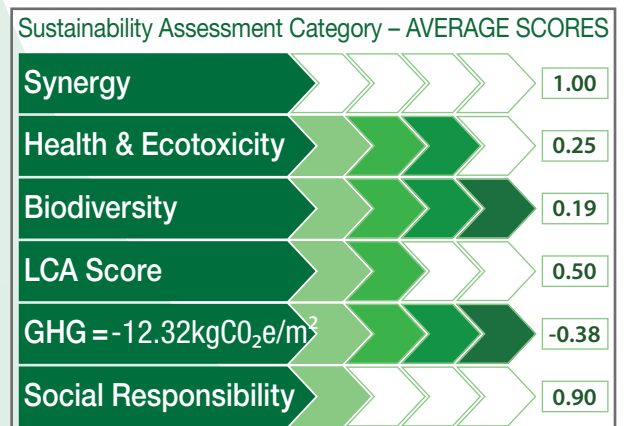 Sustainability Assessment Category – AVERAGE SCORES
Synergy 1.00
Health & Ecotoxicity 0.25
Biodiversity 0.19
LCA Score 0.50
GHG =-12.32kgC0₂e/m² -0.38
Social Responsibility 0.90